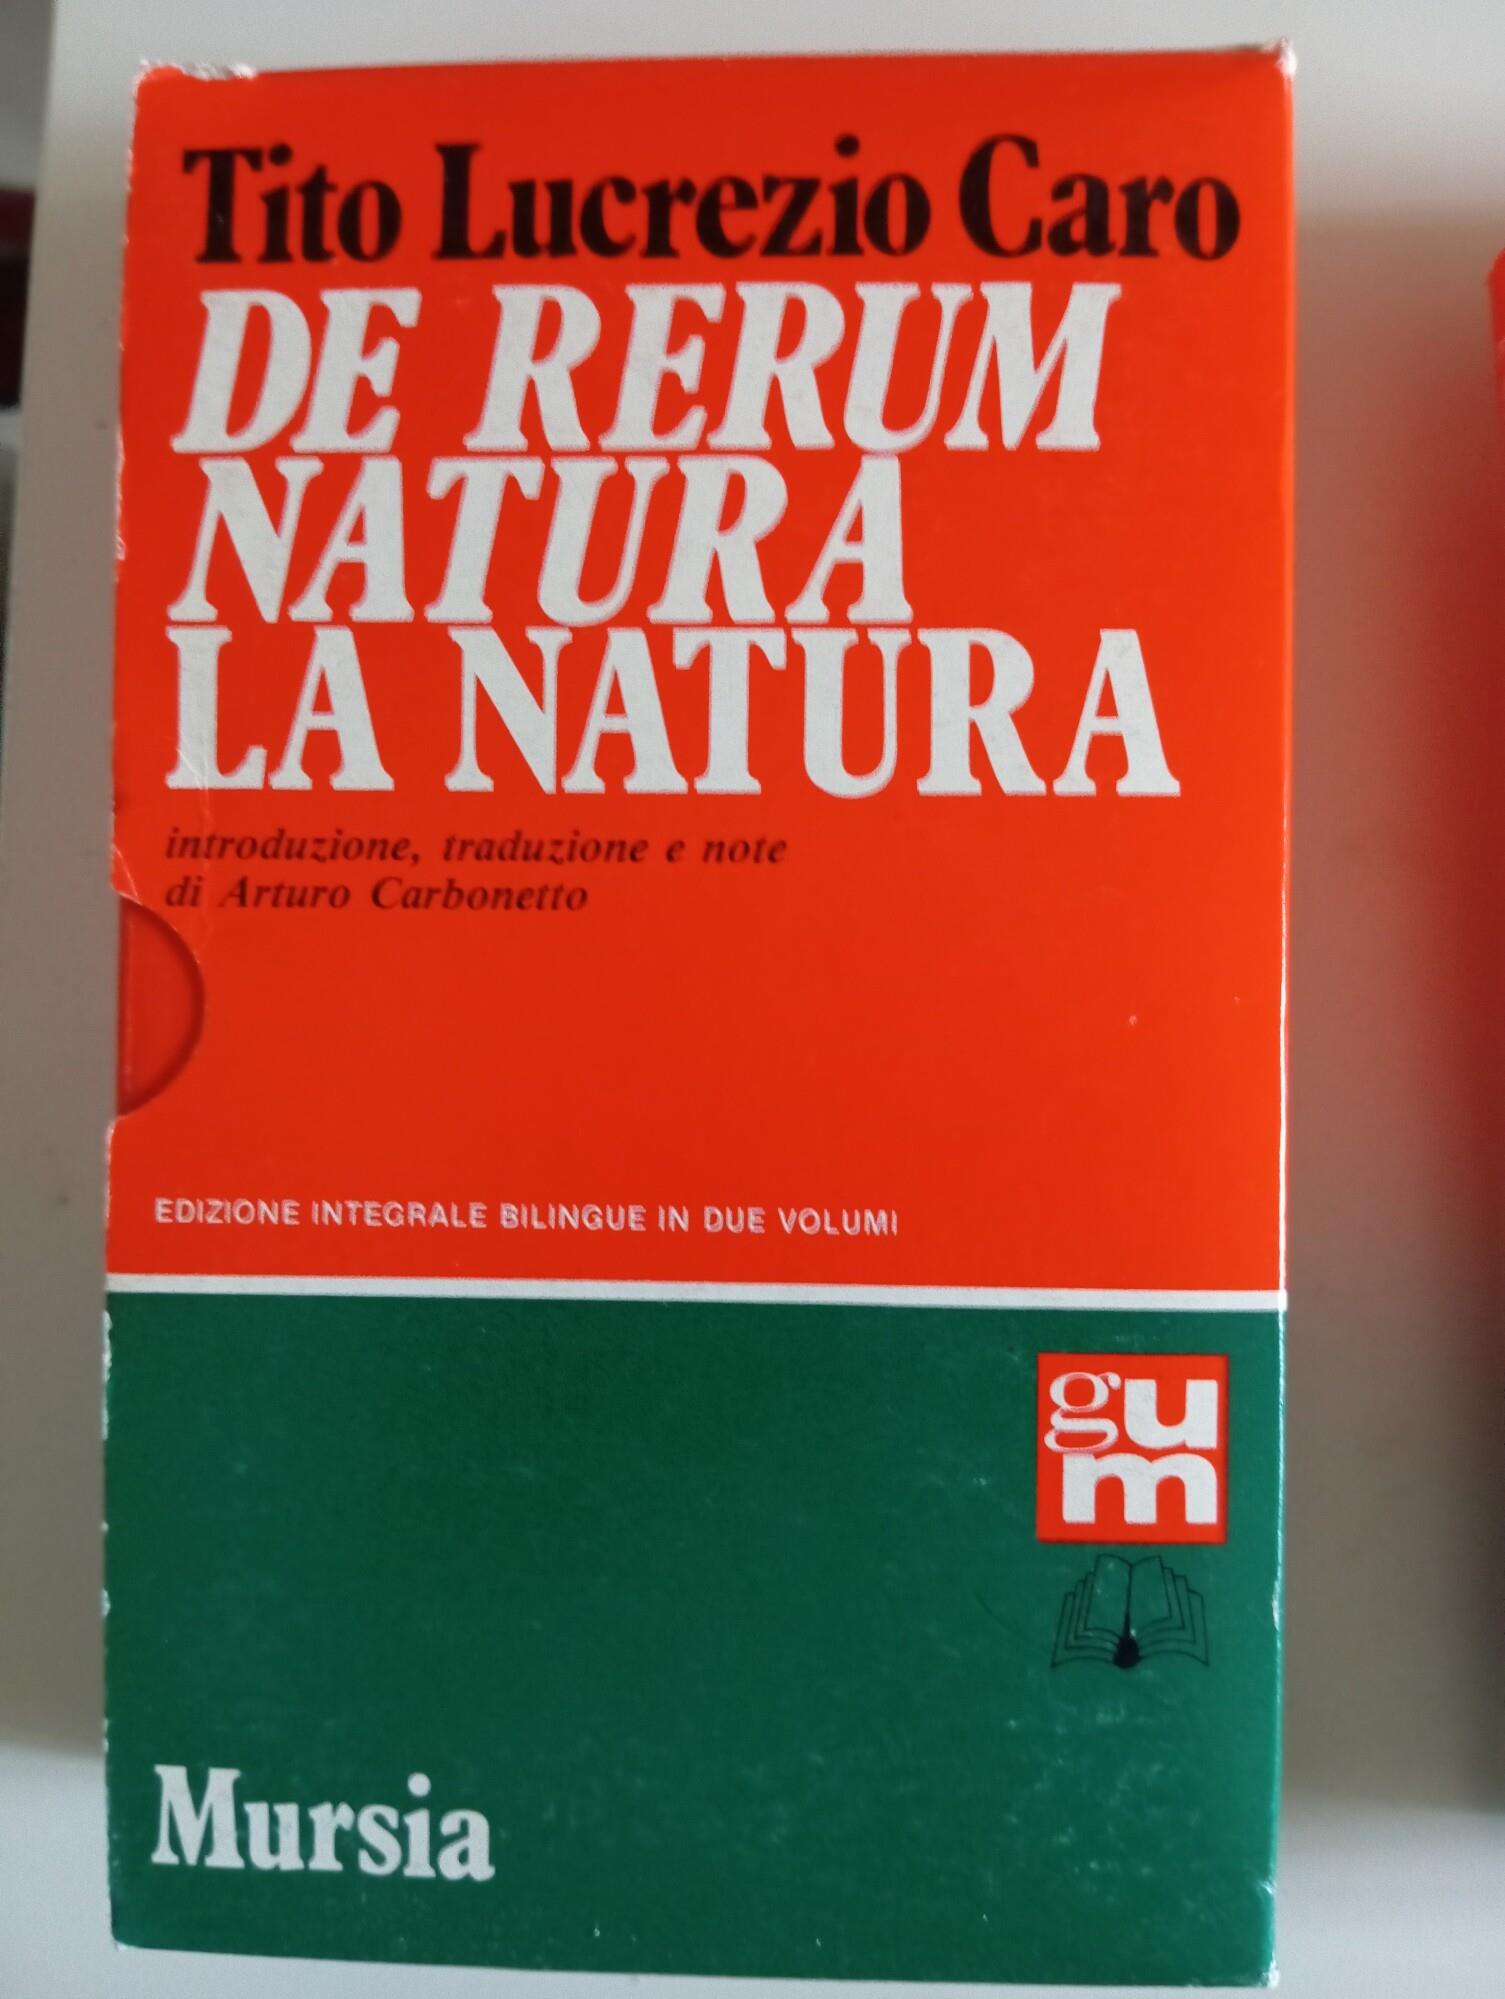 Tito Lucrezio Caro
DE RERUM
NATURA
LA NATURA
introduzione, traduzione e note
di Arturo Carbonetto
EDIZIONE INTEGRALE BILINGUE IN DUE VOLUMI
gu
m
Mursia